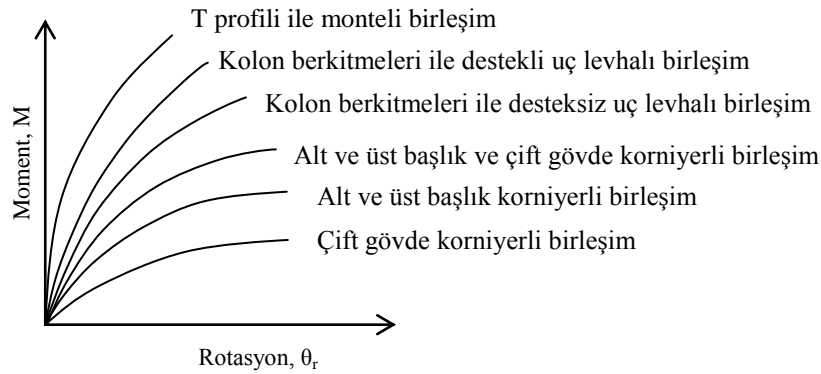 T profili ile monteli birleşim
Kolon berkitmeleri ile destekli uç levhalı birleşim
Kolon berkitmeleri ile desteksiz uç levhalı birleşim
Alt ve üst başlık ve çift gövde korniyerli birleşim
Alt ve üst başlık korniyerli birleşim
Çift gövde korniyerli birleşim
Moment, M
Rotasyon, θr